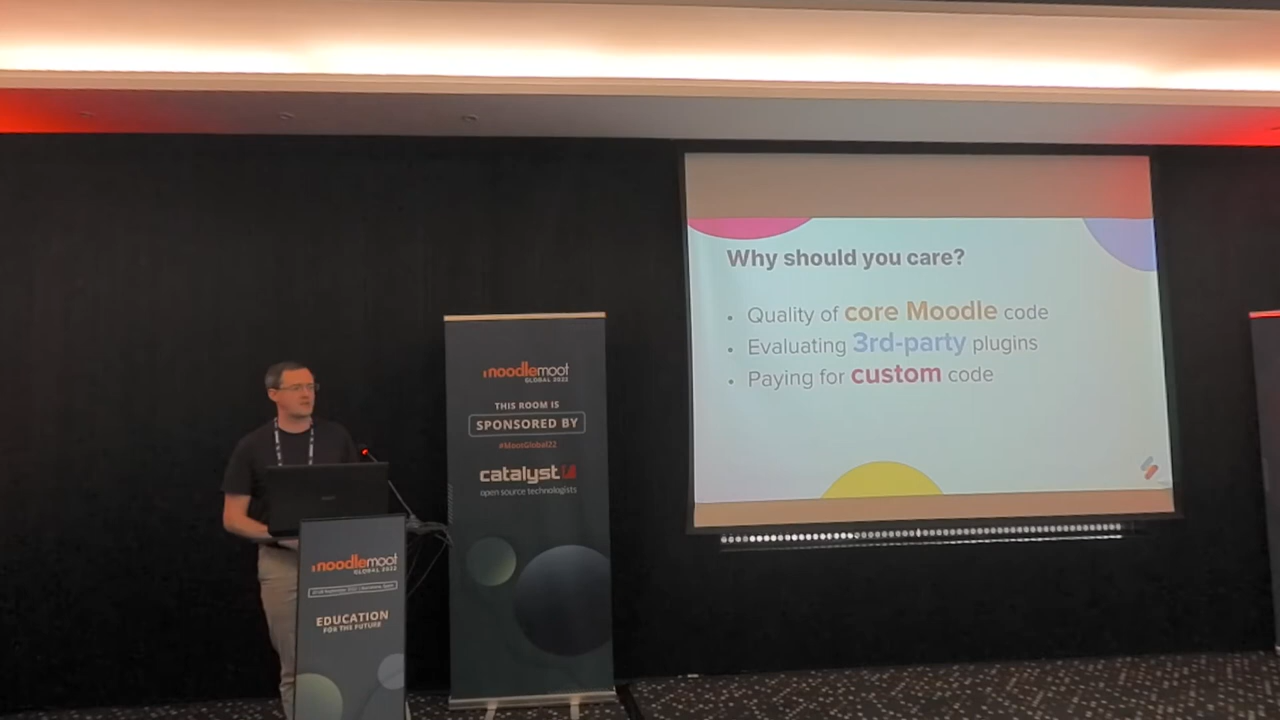 Why should you care?
• Quality of core Moodle code
• Evaluating 3rd-party plugins
• Paying for custom code
moodlemoot
GLOBAL 2022
THIS ROOM IS
SPONSORED BY
#MootGlobal22
catalyst
open source technologists
moodlemoot
GLOBAL 2022
EDUCATION
FOR THE FUTURE